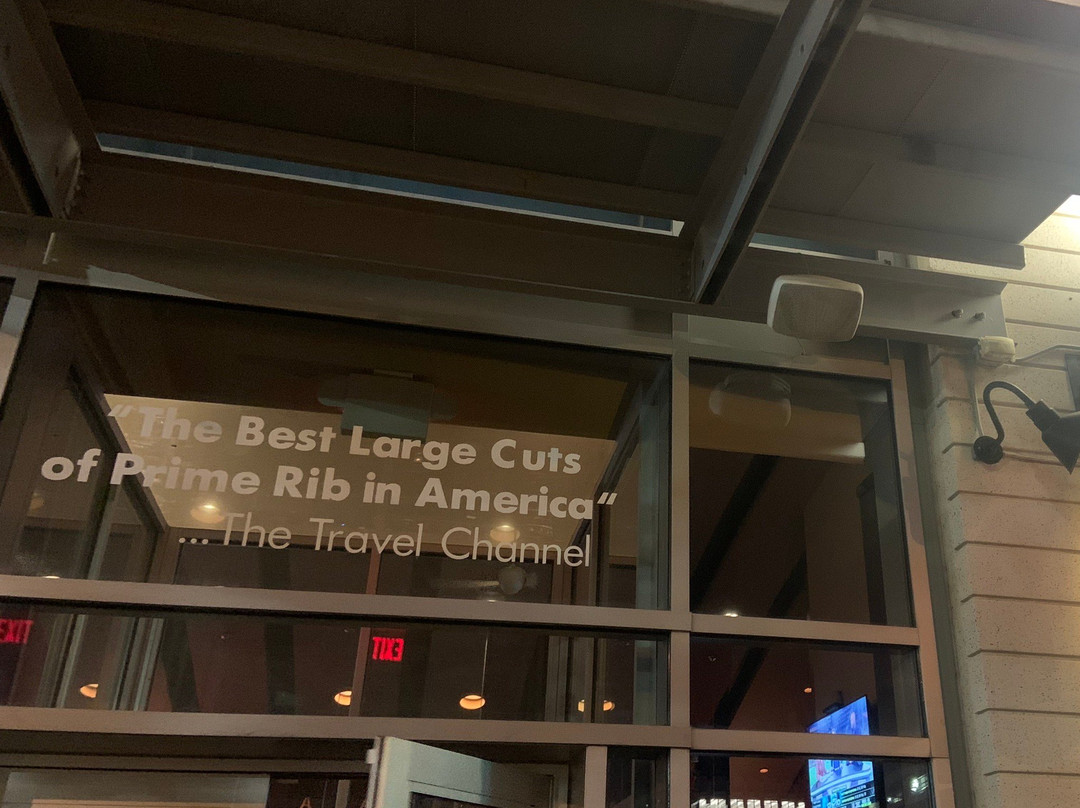 “The Best Large Cuts
of Prime Rib in America“
...The Travel Channel
EXIT
EXIT